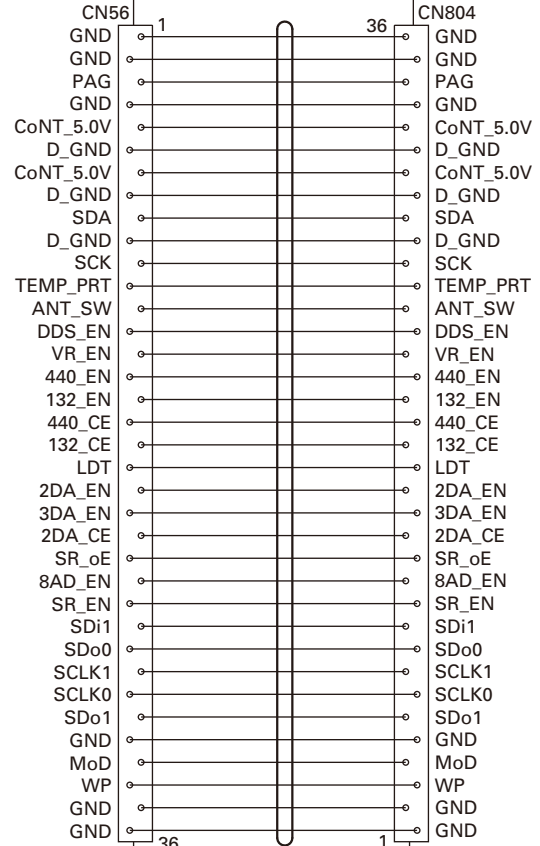 CN56 CN804
1 36
GND GND
GND GND
PAG PAG
GND GND
CoNT_5.0V CoNT_5.0V
D_GND D_GND
CoNT_5.0V CoNT_5.0V
D_GND D_GND
SDA SDA
D_GND D_GND
SCK SCK
TEMP_PRT TEMP_PRT
ANT_SW ANT_SW
DDS_EN DDS_EN
VR_EN VR_EN
440_EN 440_EN
132_EN 132_EN
440_CE 440_CE
132_CE 132_CE
LDT LDT
2DA_EN 2DA_EN
3DA_EN 3DA_EN
2DA_CE 2DA_CE
SR_oE SR_oE
8AD_EN 8AD_EN
SR_EN SR_EN
SDi1 SDi1
SDo0 SDo0
SCLK1 SCLK1
SCLK0 SCLK0
SDo1 SDo1
GND GND
MoD MoD
WP WP
GND GND
GND GND
36 1